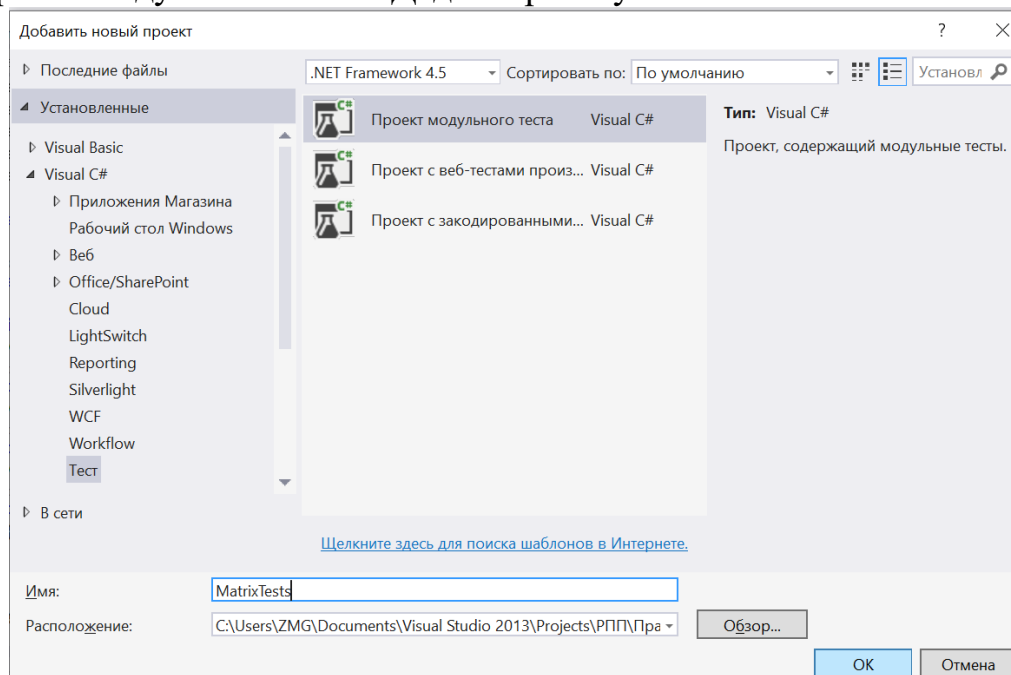 Добавить новый проект
?
Последние файлы
.NET Framework 4.5
Сортировать по:
По умолчанию
Установл
Установленные
Visual Basic
Visual C#
Приложения Магазина
Рабочий стол Windows
Веб
Office/SharePoint
Cloud
LightSwitch
Reporting
Silverlight
WCF
Workflow
Тест
В сети
C#
Проект модульного теста Visual C#
C#
Проект с веб-тестами произ... Visual C#
C#
Проект с закодированными... Visual C#
Щелкните здесь для поиска шаблонов в Интернете.
Тип: Visual C#
Проект, содержащий модульные тесты.
Имя:
MatrixTests
Расположение:
C:\Users\ZMG\Documents\Visual Studio 2013\Projects\РПП\Пра
Обзор...
OK
Отмена